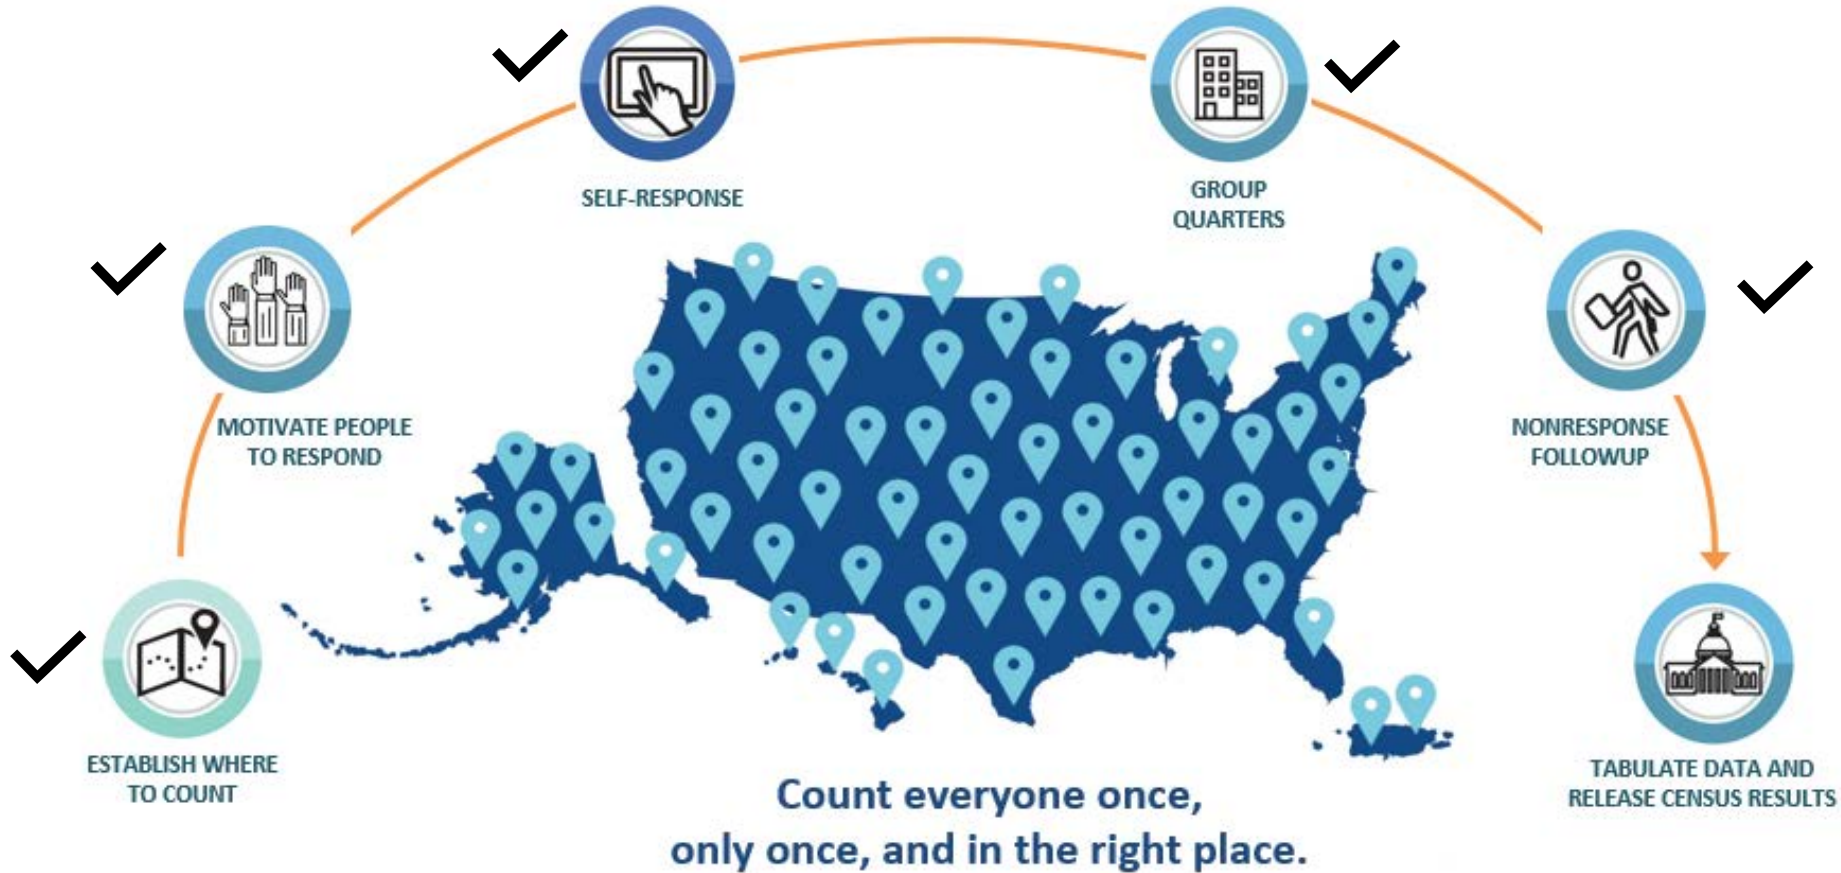 SELF-RESPONSE
GROUP
QUARTERS
MOTIVATE PEOPLE
TO RESPOND
NONRESPONSE
FOLLOWUP
ESTABLISH WHERE
TO COUNT
TABULATE DATA AND
RELEASE CENSUS RESULTS
Count everyone once,
only once, and in the right place.